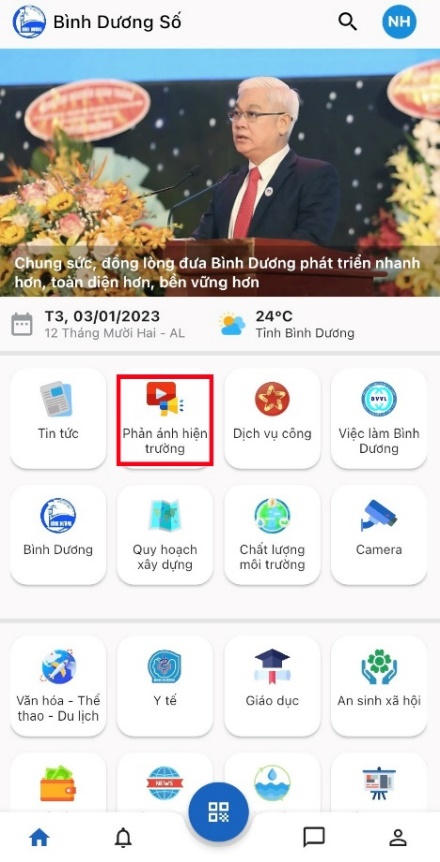 Bình Dương Số
NH
Chung sức, đồng lòng đưa Bình Dương phát triển nhanh
hơn, toàn diện hơn, bền vững hơn
T3, 03/01/2023
12 Tháng Mười Hai - AL
24°C
Tỉnh Bình Dương
Tin tức
Phản ánh hiện
trường
Dịch vụ công
Việc làm Bình
Dương
DVVL
Bình Dương
Quy hoạch
xây dựng
Chất lượng
môi trường
Camera
Văn hóa - Thể
thao - Du lịch
Y tế
Giáo dục
An sinh xã hội
NEWS